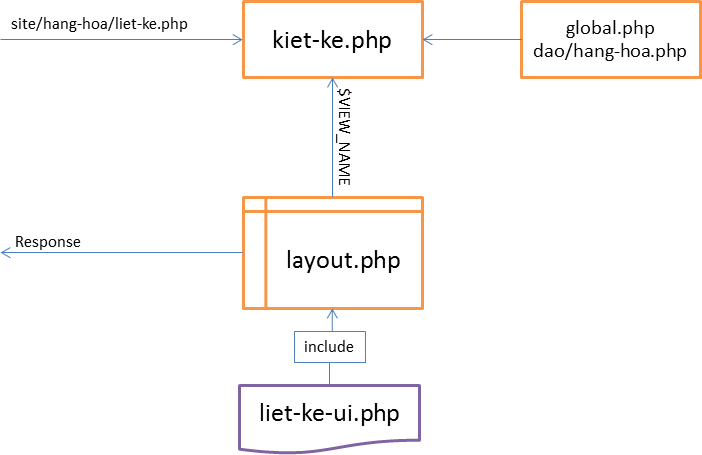 site/hang-hoa/liet-ke.php
kiet-ke.php
global.php
dao/hang-hoa.php
$VIEW_NAME
Response
layout.php
include
liet-ke-ui.php